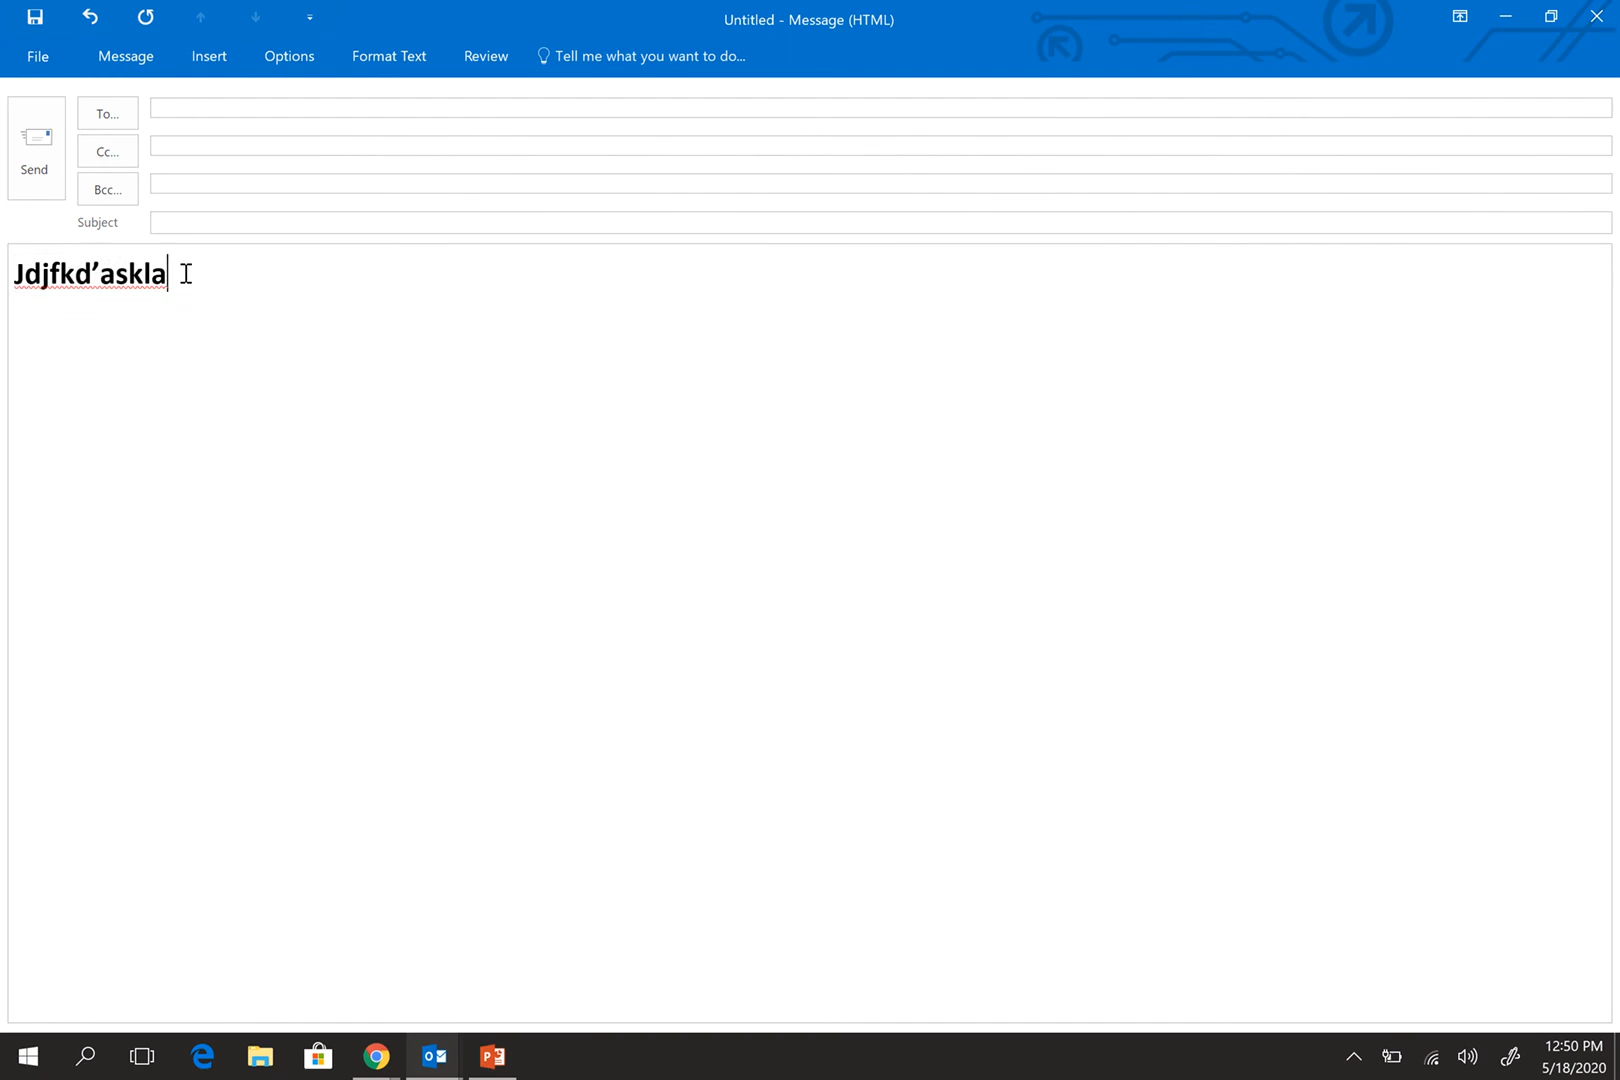 Untitled - Message (HTML)
File Message Insert Options Format Text Review Tell me what you want to do...
To...
Cc...
Send
Bcc...
Subject
Jdjfkd’askla
12:50 PM
5/18/2020